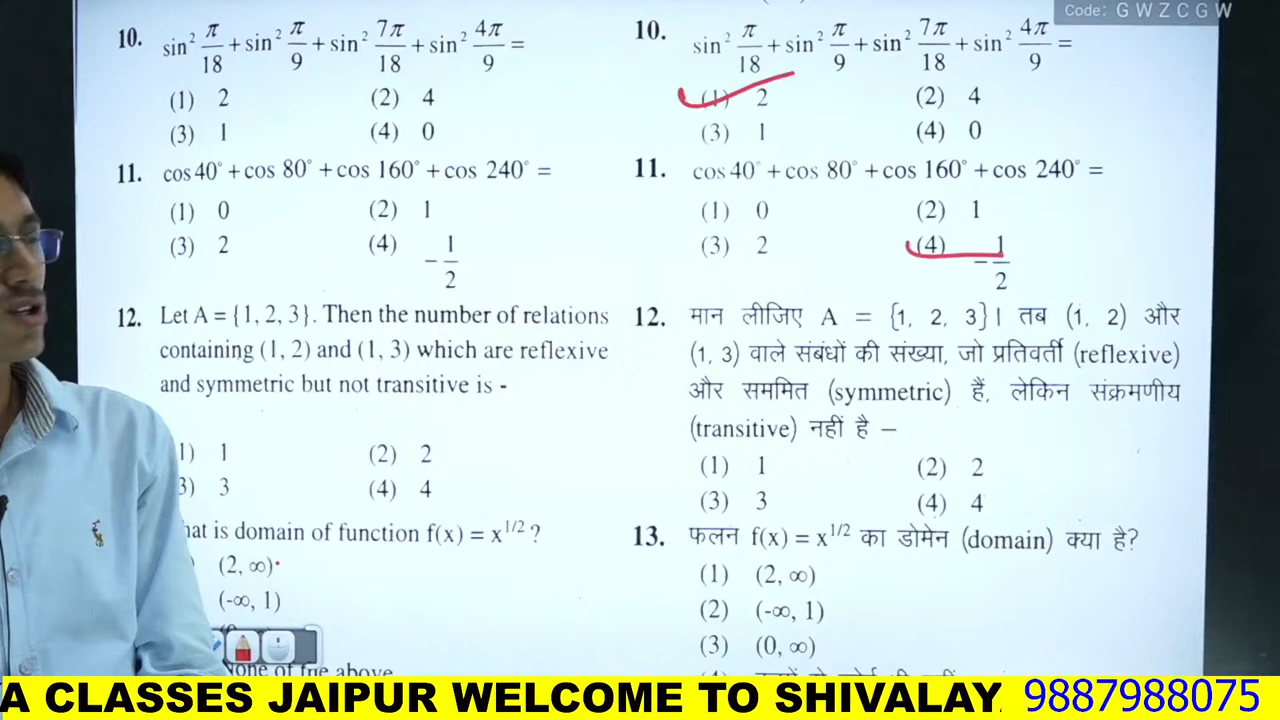 Code: G W Z C G W
10. sin² π/18 + sin² π/9 + sin² 7π/18 + sin² 4π/9 =
(1) 2 (2) 4
(3) 1 (4) 0
11. cos 40° + cos 80° + cos 160° + cos 240° =
(1) 0 (2) 1
(3) 2 (4) -1/2
12. Let A = {1, 2, 3}. Then the number of relations
containing (1, 2) and (1, 3) which are reflexive
and symmetric but not transitive is -
1) 1 (2) 2
3) 3 (4) 4
hat is domain of function f(x) = x^1/2 ?
(2, ∞)
(-∞, 1)
None of the above
10. sin² π/18 + sin² π/9 + sin² 7π/18 + sin² 4π/9 =
(1) 2 (2) 4
(3) 1 (4) 0
11. cos 40° + cos 80° + cos 160° + cos 240° =
(1) 0 (2) 1
(3) 2 (4) -1/2
12. मान लीजिए A = {1, 2, 3}। तब (1, 2) और
(1, 3) वाले संबंधों की संख्या, जो प्रतिवर्ती (reflexive)
और सममित (symmetric) हैं, लेकिन संक्रमणीय
(transitive) नहीं है –
(1) 1 (2) 2
(3) 3 (4) 4
13. फलन f(x) = x^1/2 का डोमेन (domain) क्या है?
(1) (2, ∞)
(2) (-∞, 1)
(3) (0, ∞)
A CLASSES JAIPUR WELCOME TO SHIVALAY 9887988075